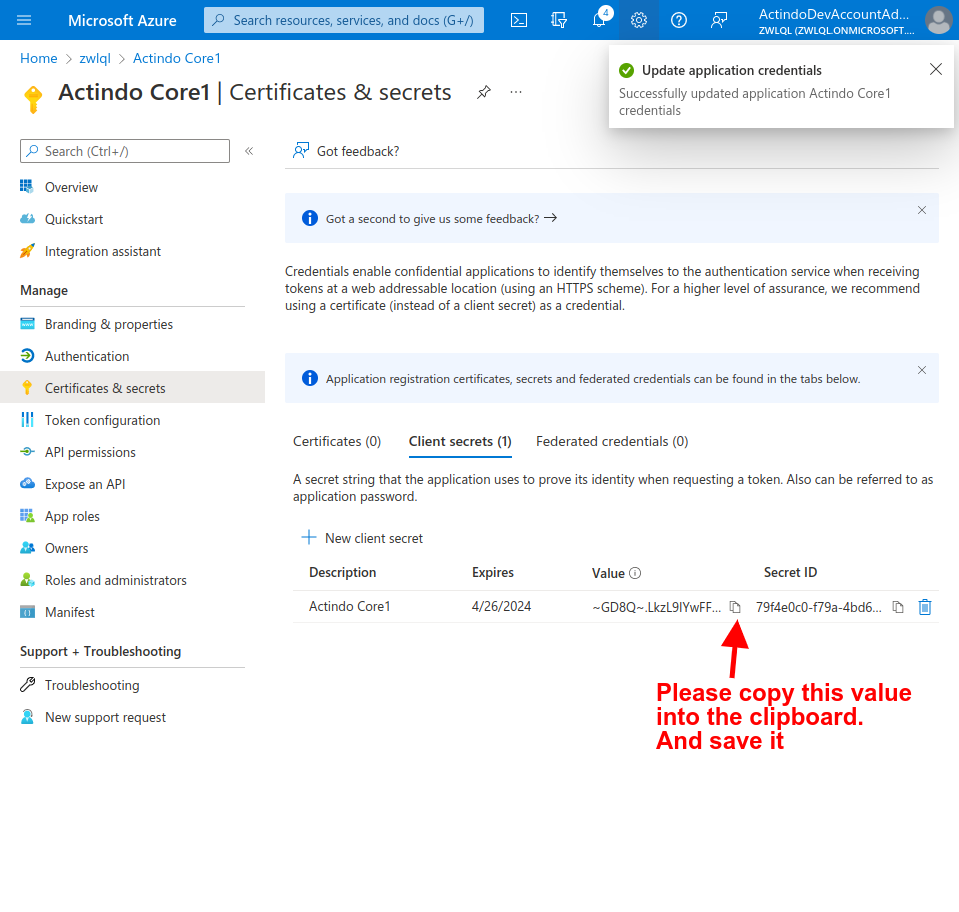 Microsoft Azure
Search resources, services, and docs (G+/)
4
ActindoDevAccountAd...
ZWLQL (ZWLQL.ONMICROSOFT....
Home > zwlql > Actindo Core1
Update application credentials
Successfully updated application Actindo Core1
credentials
Actindo Core1 | Certificates & secrets
...
Search (Ctrl+/)
«
Overview
Quickstart
Integration assistant
Manage
Branding & properties
Authentication
Certificates & secrets
Token configuration
API permissions
Expose an API
App roles
Owners
Roles and administrators
Manifest
Support + Troubleshooting
Troubleshooting
New support request
Got feedback?
Got a second to give us some feedback? →
Credentials enable confidential applications to identify themselves to the authentication service when receiving
tokens at a web addressable location (using an HTTPS scheme). For a higher level of assurance, we recommend
using a certificate (instead of a client secret) as a credential.
Application registration certificates, secrets and federated credentials can be found in the tabs below.
Certificates (0) Client secrets (1) Federated credentials (0)
A secret string that the application uses to prove its identity when requesting a token. Also can be referred to as
application password.
New client secret
Description Expires Value Secret ID
Actindo Core1 4/26/2024 ~GD8Q~.LkzL9IYwFF... 79f4e0c0-f79a-4bd6...
Please copy this value
into the clipboard.
And save it